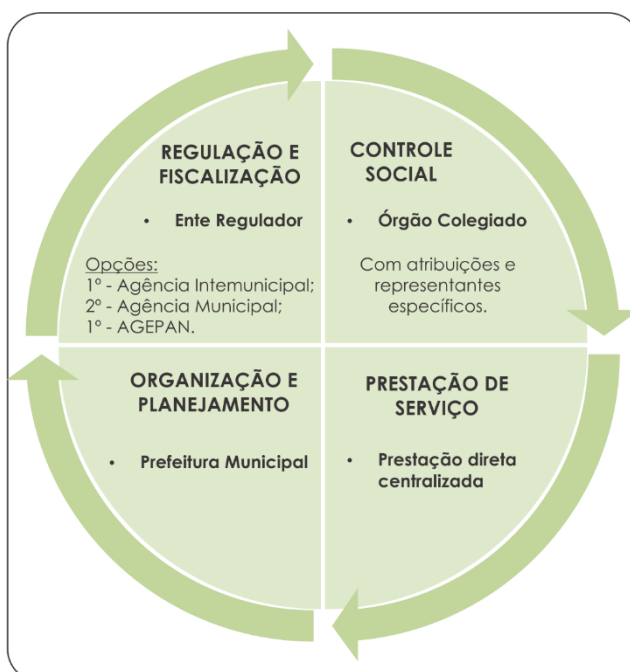 REGULAÇÃO E
FISCALIZAÇÃO
• Ente Regulador
Opções:
1º - Agência Intemunicipal;
2º - Agência Municipal;
1º - AGEPAN.
CONTROLE
SOCIAL
• Órgão Colegiado
Com atribuições e
representantes
específicos.
ORGANIZAÇÃO E
PLANEJAMENTO
• Prefeitura Municipal
PRESTAÇÃO DE
SERVIÇO
• Prestação direta
centralizada